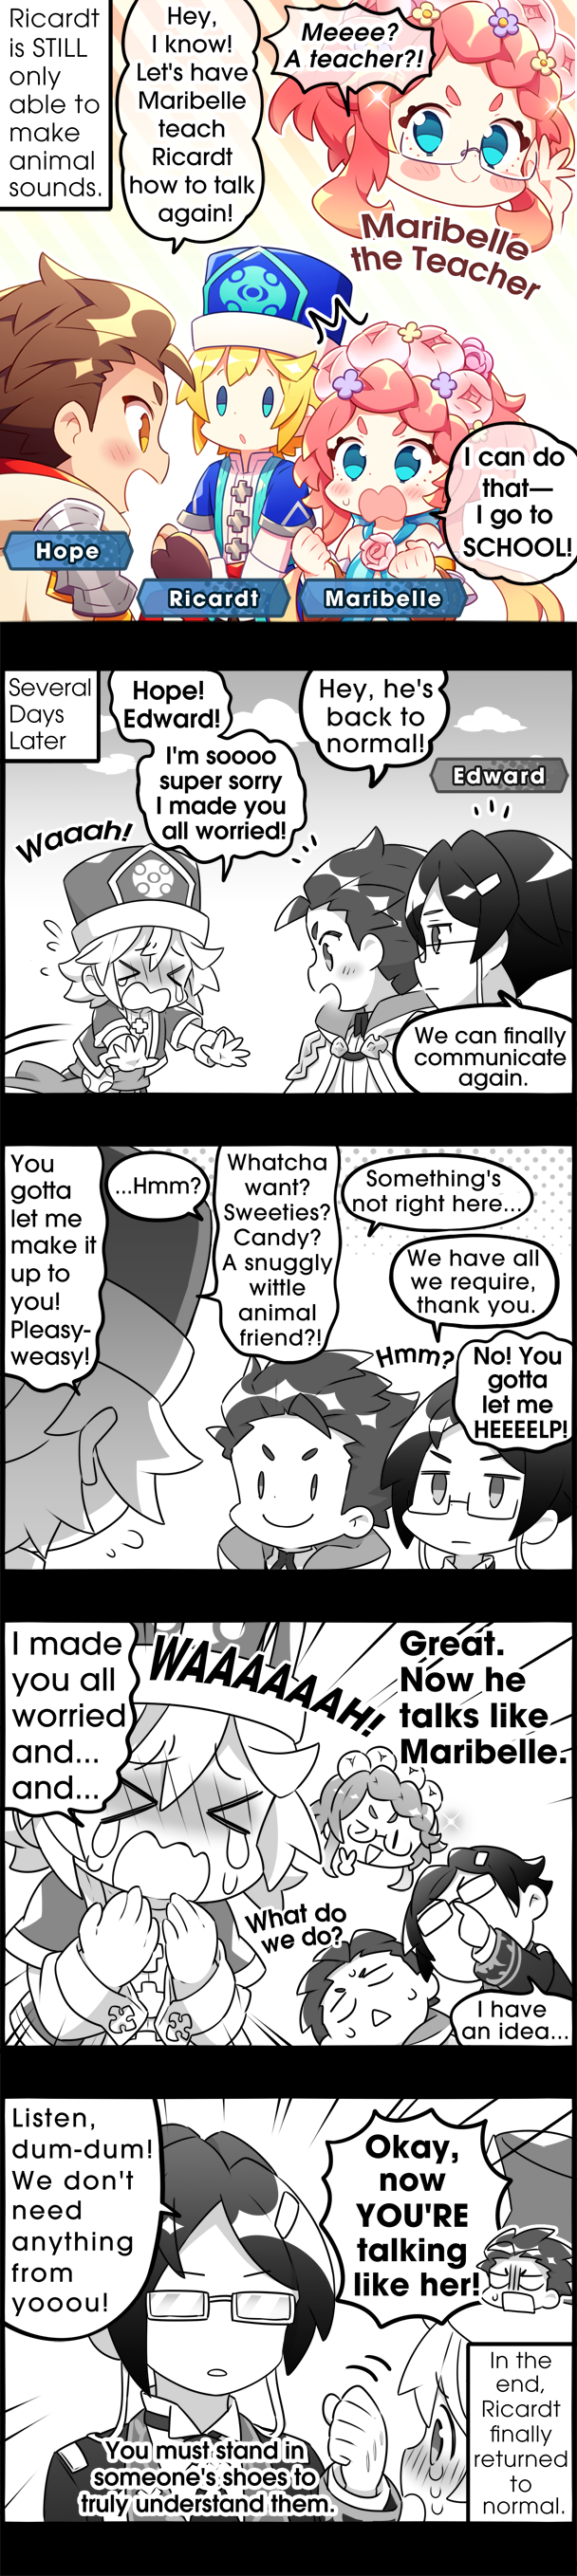 Ricardt
is STILL
only
able to
make
animal
sounds.
Hey,
I know!
Let's have
Maribelle
teach
Ricardt
how to talk
again!
Meeee?
A teacher?!
Maribelle
the Teacher
I can do
that—
I go to
SCHOOL!
Hope
Ricardt
Maribelle
Several
Days
Later
Hope!
Edward!
I'm soooo
super sorry
I made you
all worried!
Hey, he's
back to
normal!
Edward
Waaah!
We can finally
communicate
again.
You
gotta
let me
make it
up to
you!
Pleasy-
weasy!
...Hmm?
Whatcha
want?
Sweeties?
Candy?
A snuggly
wittle
animal
friend?!
Something's
not right here...
We have all
we require,
thank you.
Hmm?
No! You
gotta
let me
HEEEELP!
I made
you all
worried
and...
and...
WAAAAAAH!
Great.
Now he
talks like
Maribelle.
What do
we do?
I have
an idea...
Listen,
dum-dum!
We don't
need
anything
from
yooou!
Okay,
now
YOU'RE
talking
like her!
You must stand in
someone's shoes to
truly understand them.
In the
end,
Ricardt
finally
returned
to
normal.